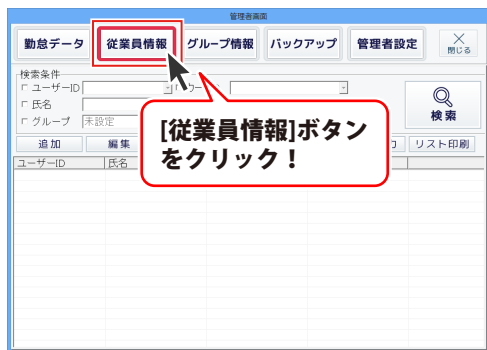 管理者画面
勤怠データ 従業員情報 グループ情報 バックアップ 管理者設定 閉じる
検索条件
ユーザーID
氏名
グループ 未設定
検索
[従業員情報]ボタン
をクリック！
追加 編集 リスト印刷
ユーザーID 氏名